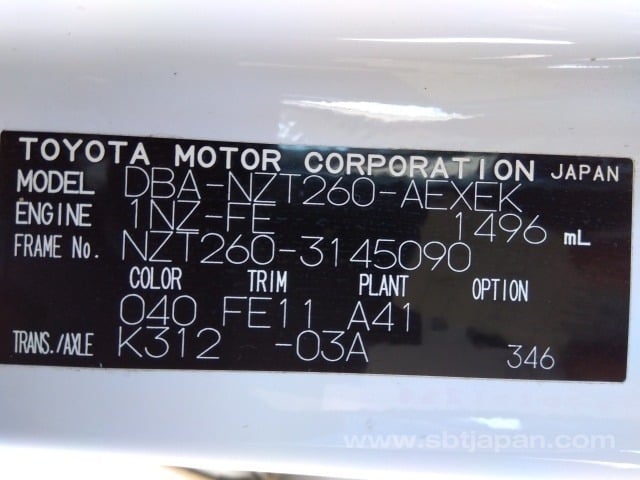 TOYOTA MOTOR CORPORATION JAPAN
MODEL DBA-NZT260-AEXEK
ENGINE 1NZ-FE 1496 mL
FRAME No. NZT260-3145090
COLOR TRIM PLANT OPTION
040 FE11 A41
TRANS./AXLE K312 -03A 346
www.sbtjapan.com